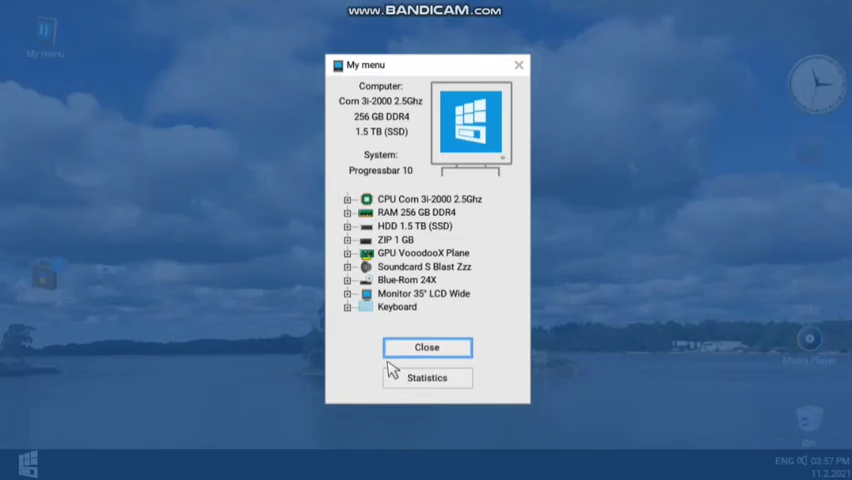 www.BANDICAM.com
My menu
My menu
Computer:
Corn 3i-2000 2.5Ghz
256 GB DDR4
1.5 TB (SSD)
System:
Progressbar 10
CPU Corn 3i-2000 2.5Ghz
RAM 256 GB DDR4
HDD 1.5 TB (SSD)
ZIP 1 GB
GPU VooodooX Plane
Soundcard S Blast Zzz
Blue-Rom 24X
Monitor 35" LCD Wide
Keyboard
Close
Statistics
Media Player
Bin
ENG 03:57 PM
11.2.2021